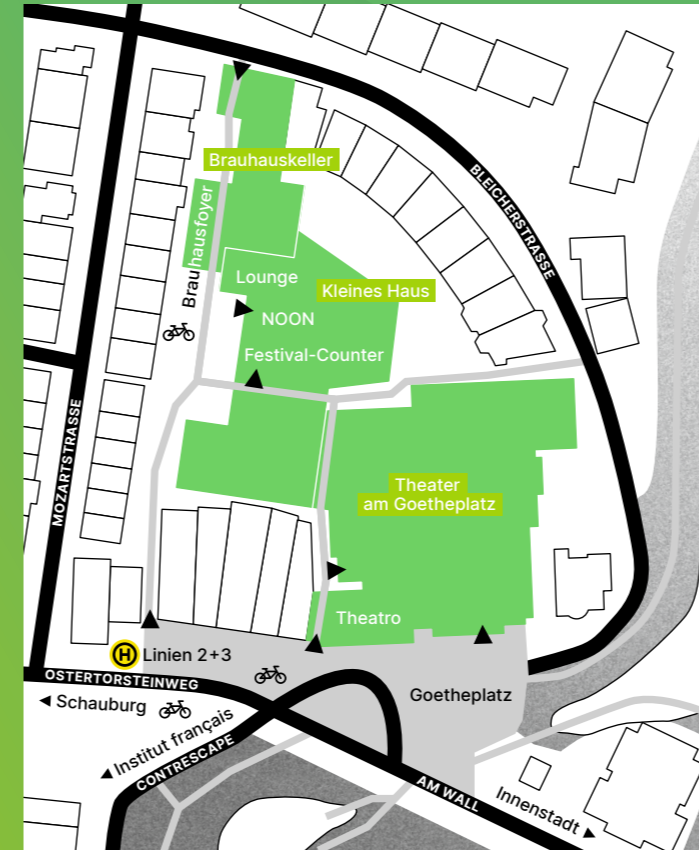 BLEICHERSTRASSE
Brauhauskeller
Brauhausfoyer
Lounge
Kleines Haus
NOON
Festival-Counter
MOZARTSTRASSE
Theater
am Goetheplatz
Theatro
H Linien 2+3
OSTERTORSTEINWEG
Goetheplatz
Schauburg
Institut français
CONTRESCAPE
AM WALL
Innenstadt